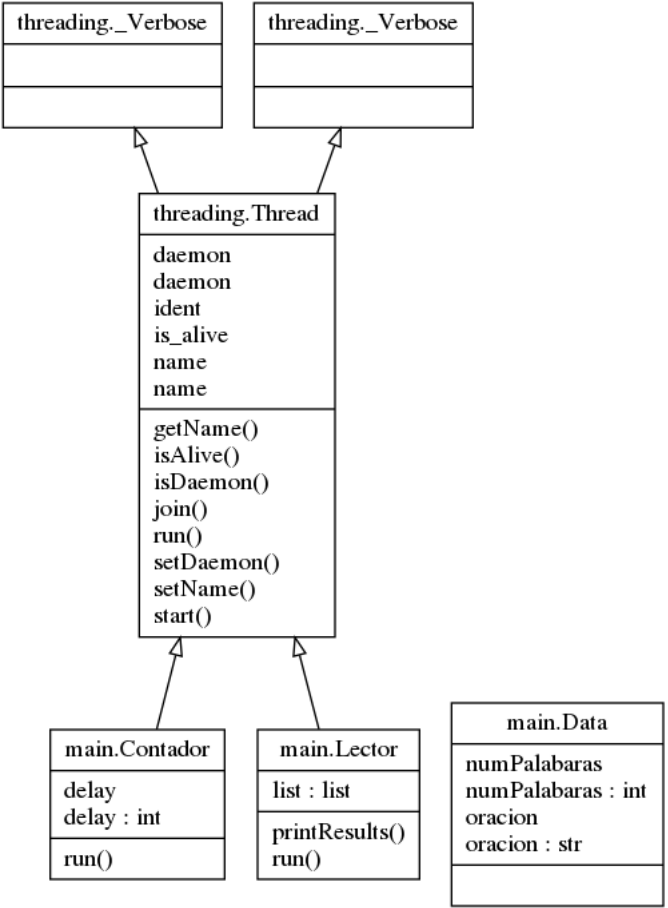 threading._Verbose
threading._Verbose
threading.Thread
daemon
daemon
ident
is_alive
name
name
getName()
isAlive()
isDaemon()
join()
run()
setDaemon()
setName()
start()
main.Contador
delay
delay : int
run()
main.Lector
list : list
printResults()
run()
main.Data
numPalabaras
numPalabaras : int
oracion
oracion : str